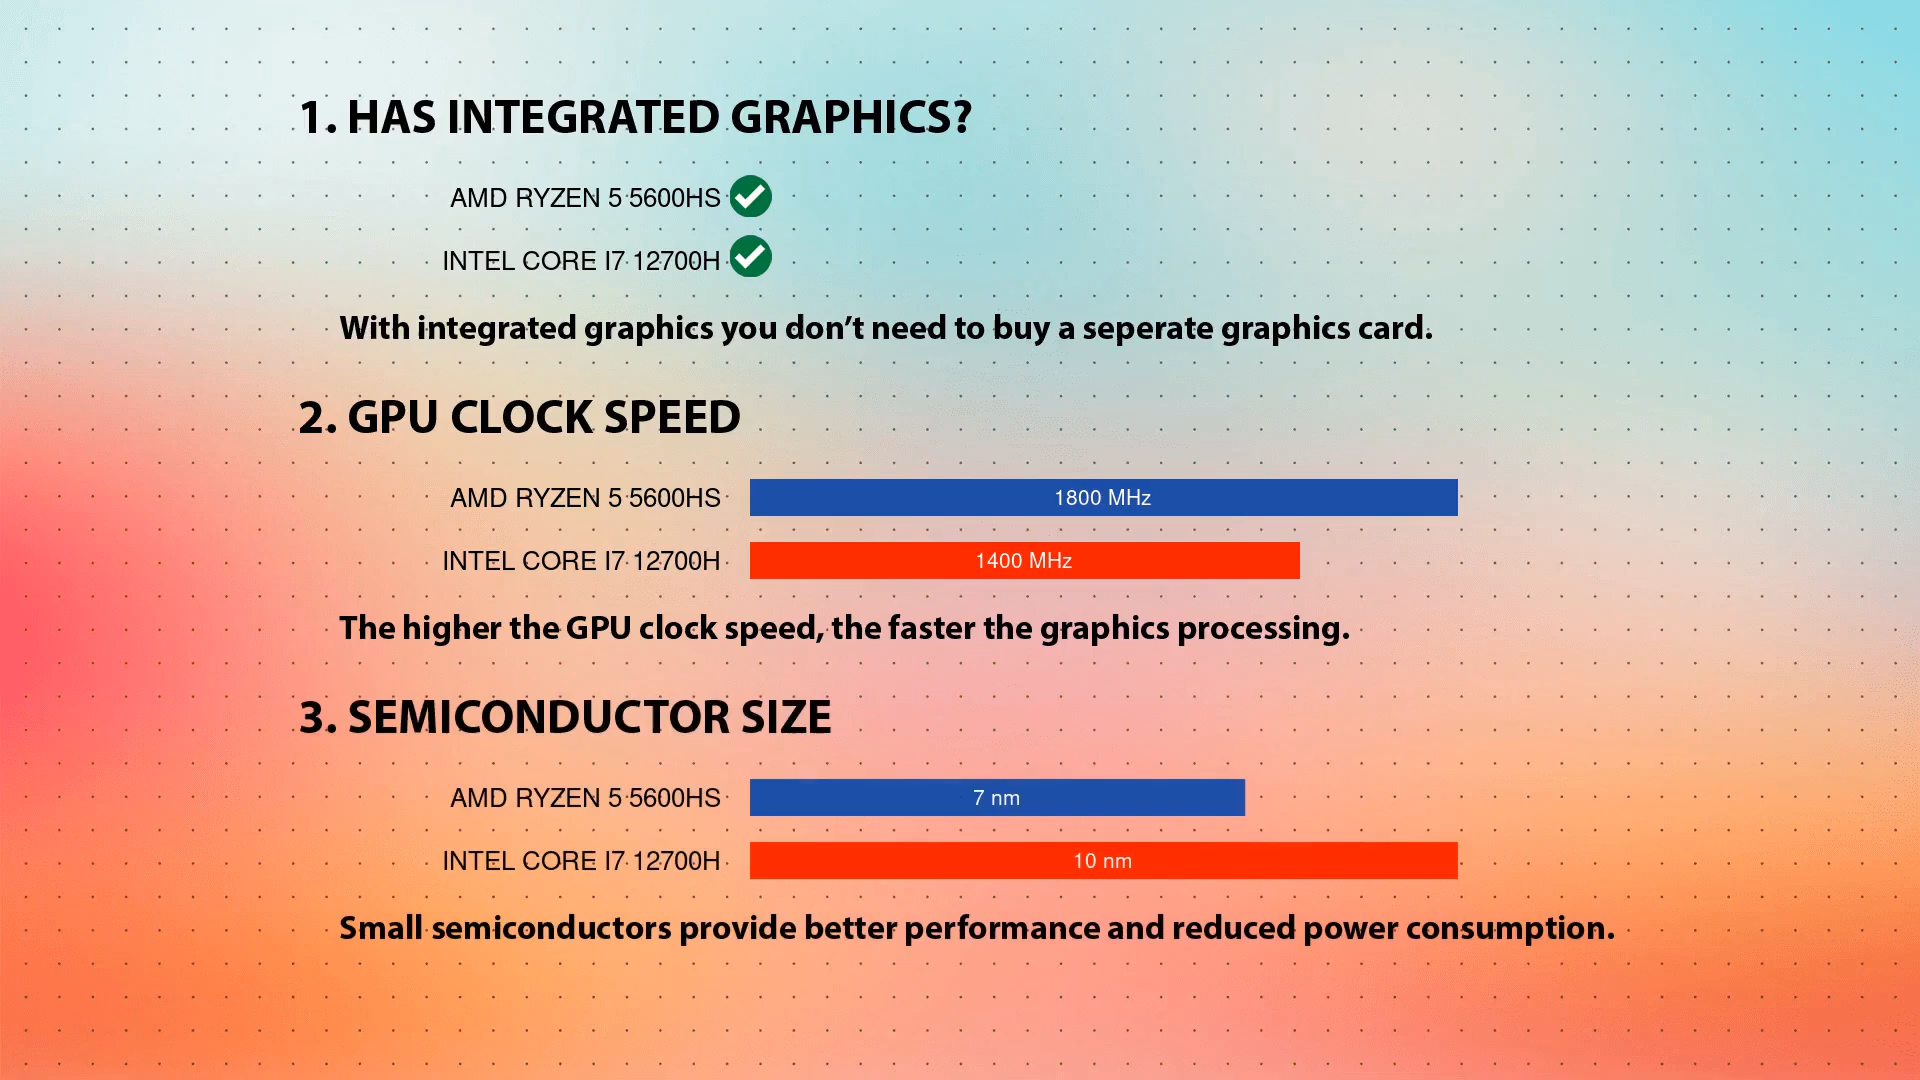 1. HAS INTEGRATED GRAPHICS?
AMD RYZEN 5 5600HS
INTEL CORE I7 12700H
With integrated graphics you don’t need to buy a seperate graphics card.
2. GPU CLOCK SPEED
AMD RYZEN 5 5600HS 1800 MHz
INTEL CORE I7 12700H 1400 MHz
The higher the GPU clock speed, the faster the graphics processing.
3. SEMICONDUCTOR SIZE
AMD RYZEN 5 5600HS 7 nm
INTEL CORE I7 12700H 10 nm
Small semiconductors provide better performance and reduced power consumption.